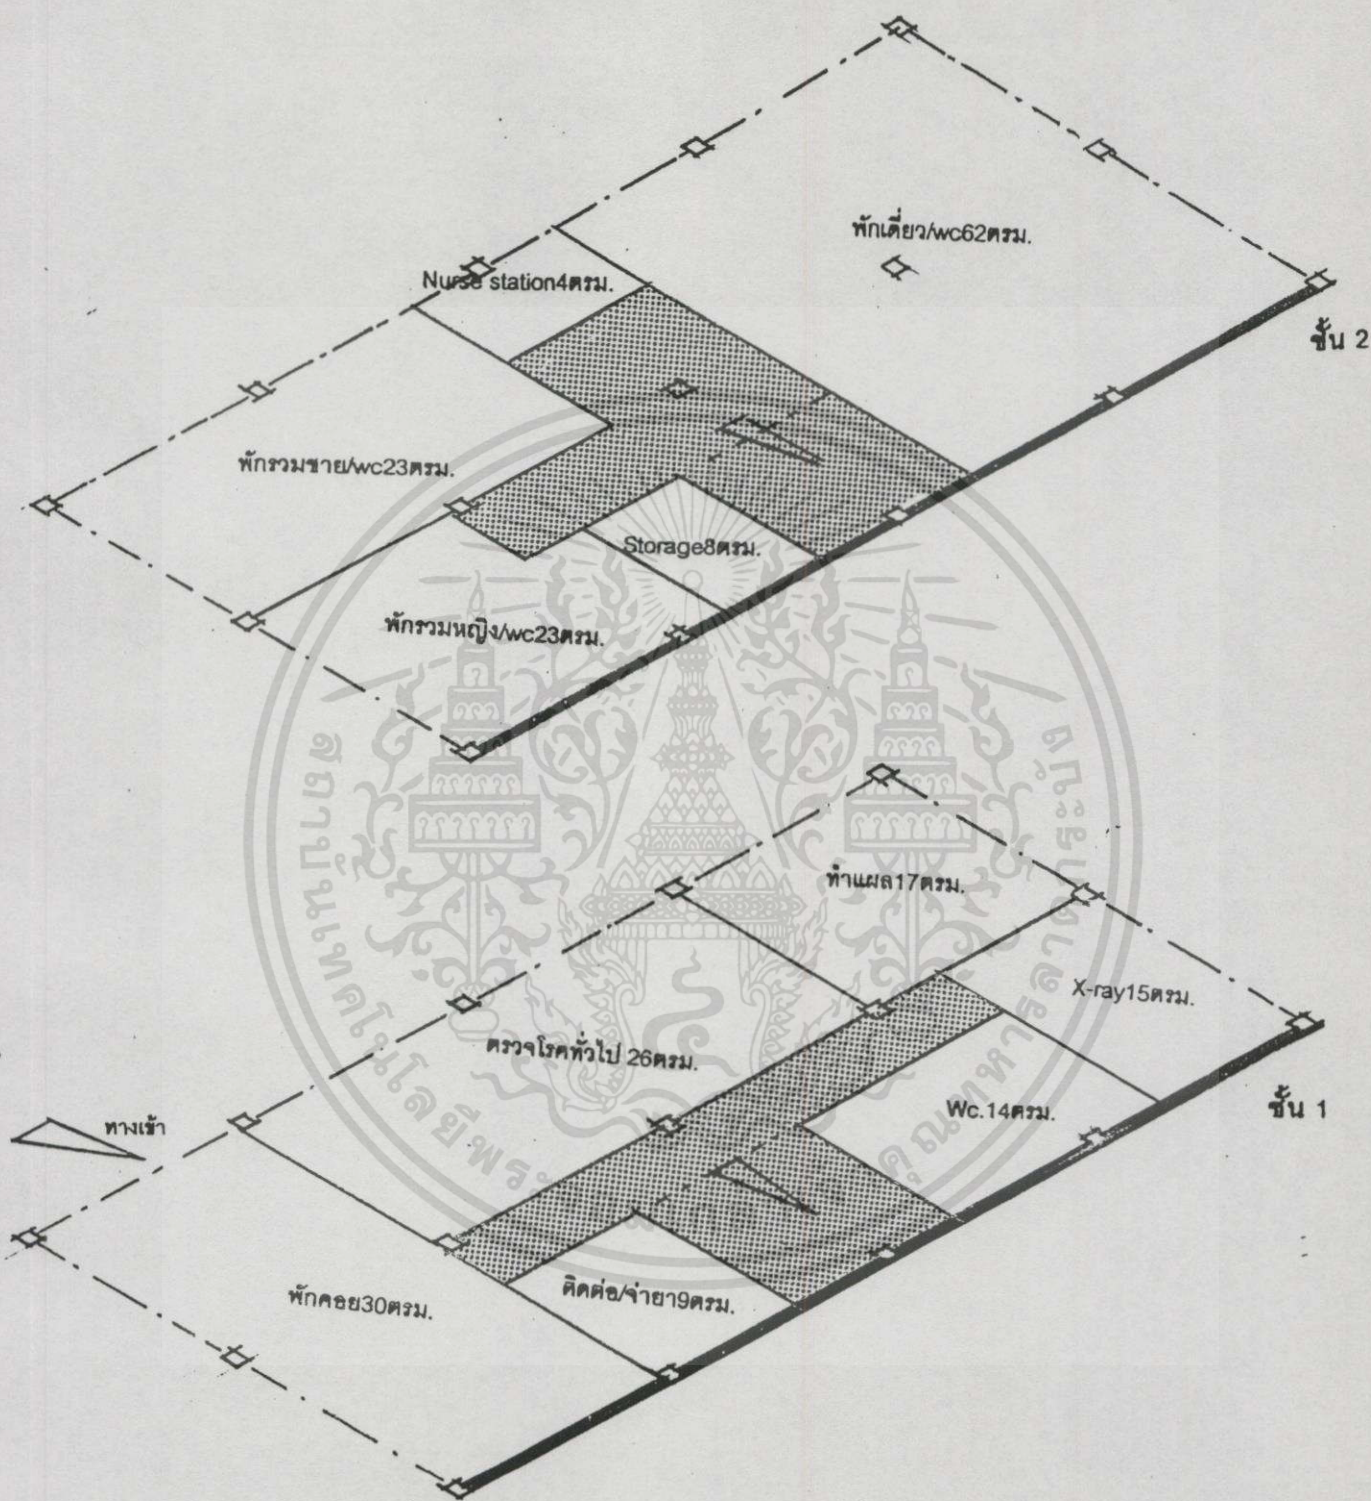 พักเดี่ยว/wc62ตรม.
Nurse station4ตรม.
ชั้น 2
พักรวมชาย/wc23ตรม.
Storage8ตรม.
พักรวมหญิง/wc23ตรม.
ทำแผล17ตรม.
X-ray15ตรม.
ตรวจโรคทั่วไป 26ตรม.
Wc.14ตรม.
ชั้น 1
ทางเข้า
พักคอย30ตรม.
ติดต่อ/จ่ายา9ตรม.